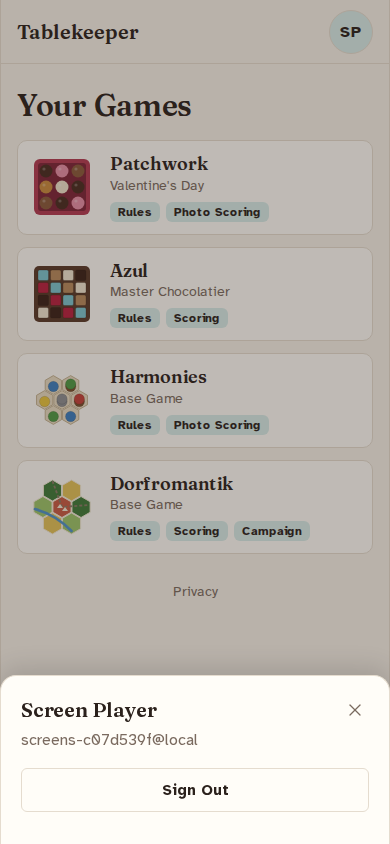 Tablekeeper
SP
Your Games
Patchwork
Valentine's Day
Rules Photo Scoring
Azul
Master Chocolatier
Rules Scoring
Harmonies
Base Game
Rules Photo Scoring
Dorfromantik
Base Game
Rules Scoring Campaign
Privacy
Screen Player
screens-c07d539f@local
Sign Out